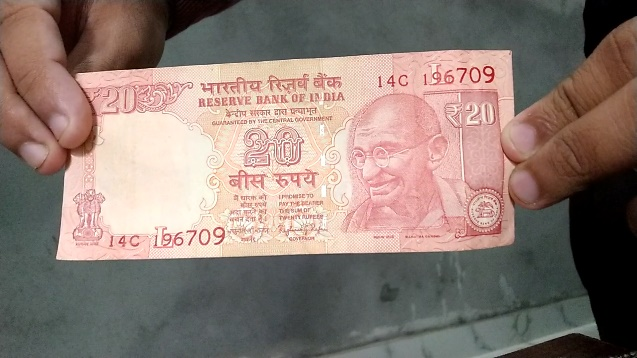 ₹20
भारतीय रिज़र्व बैंक
RESERVE BANK OF INDIA
केन्द्रीय सरकार द्वारा प्रत्याभूत
GUARANTEED BY THE CENTRAL GOVERNMENT
14C L 196709
₹20
20
बीस रुपये
I PROMISE TO
PAY THE BEARER
THE SUM OF
TWENTY RUPEES
14C L 196709
GOVERNOR